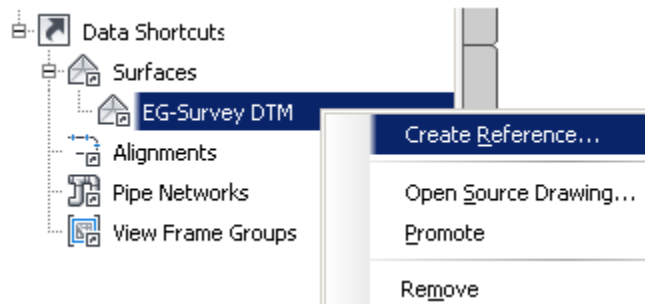 Data Shortcuts
Surfaces
EG-Survey DTM
Create Reference...
Alignments
Pipe Networks
Open Source Drawing...
View Frame Groups
Promote
Remove